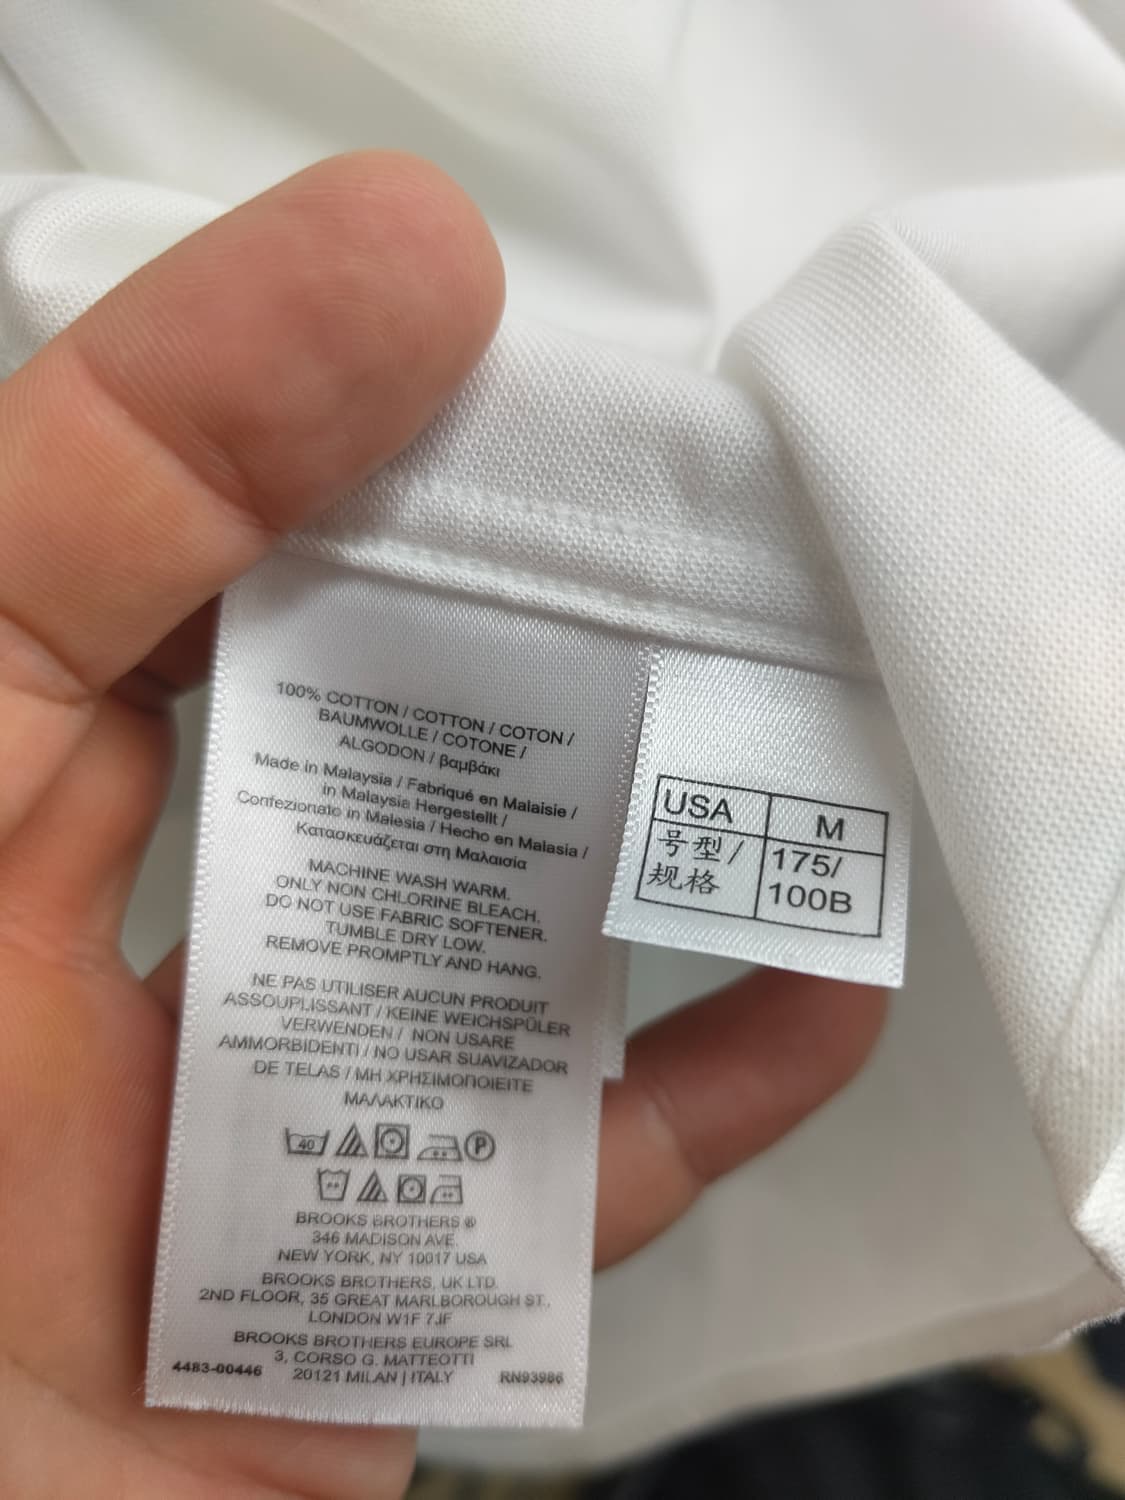 100% COTTON / COTTON / COTON /
BAUMWOLLE / COTONE /
ALGODON / βαμβάκι
Made in Malaysia / Fabriqué en Malaisie /
in Malaysia Hergestellt /
Confezionato in Malesia / Hecho en Malasia /
Κατασκευάζεται στη Μαλαισία
MACHINE WASH WARM.
ONLY NON CHLORINE BLEACH.
DO NOT USE FABRIC SOFTENER.
TUMBLE DRY LOW.
REMOVE PROMPTLY AND HANG.
NE PAS UTILISER AUCUN PRODUIT
ASSOUPLISSANT / KEINE WEICHSPÜLER
VERWENDEN / NON USARE
AMMORBIDENTI / NO USAR SUAVIZADOR
DE TELAS / ΜΗ ΧΡΗΣΙΜΟΠΟΙΕΙΤΕ
ΜΑΛΑΚΤΙΚΟ
40 P
BROOKS BROTHERS ®
346 MADISON AVE.
NEW YORK, NY 10017 USA
BROOKS BROTHERS, UK LTD.
2ND FLOOR, 35 GREAT MARLBOROUGH ST.,
LONDON W1F 7JF
BROOKS BROTHERS EUROPE SRL
3, CORSO G. MATTEOTTI
4483-00446 20121 MILAN | ITALY RN93986
USA M
号型/ 175/
规格 100B